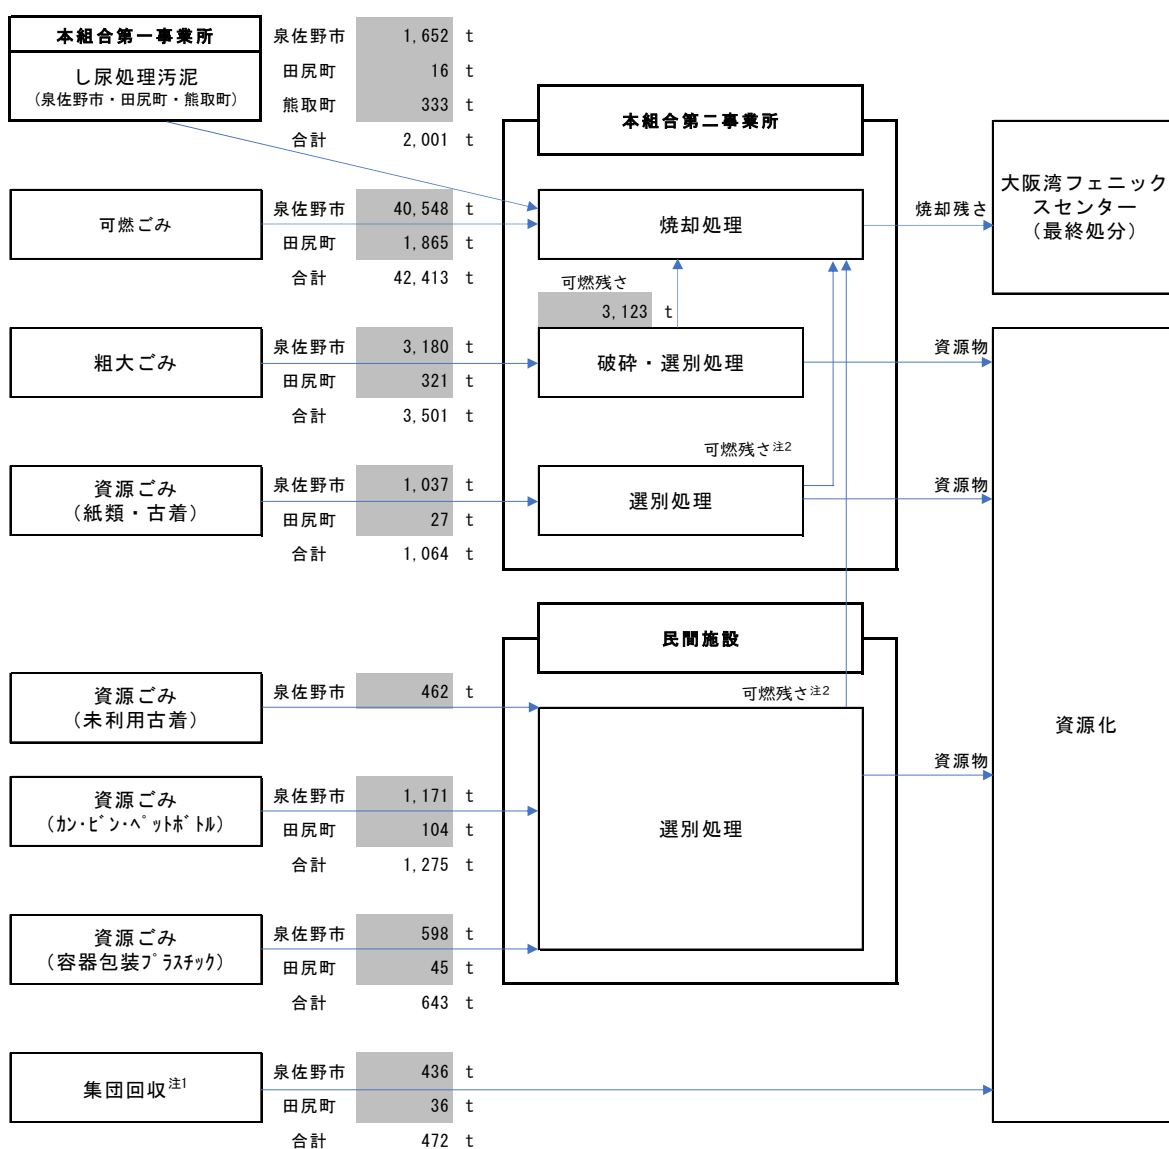 本組合第一事業所
し尿処理汚泥
(泉佐野市・田尻町・熊取町)
泉佐野市 1,652 t
田尻町 16 t
熊取町 333 t
合計 2,001 t
本組合第二事業所
可燃ごみ
泉佐野市 40,548 t
田尻町 1,865 t
合計 42,413 t
焼却処理
焼却残さ
大阪湾フェニック
スセンター
(最終処分)
可燃残さ
3,123 t
粗大ごみ
泉佐野市 3,180 t
田尻町 321 t
合計 3,501 t
破砕・選別処理
資源物
可燃残さ注2
資源ごみ
(紙類・古着)
泉佐野市 1,037 t
田尻町 27 t
合計 1,064 t
選別処理
資源物
民間施設
資源ごみ
(未利用古着)
泉佐野市 462 t
可燃残さ注2
資源化
資源物
資源ごみ
(ｶﾝ・ﾋﾞﾝ・ﾍﾟｯﾄﾎﾞﾄﾙ)
泉佐野市 1,171 t
田尻町 104 t
合計 1,275 t
選別処理
資源ごみ
(容器包装ﾌﾟﾗｽﾁｯｸ)
泉佐野市 598 t
田尻町 45 t
合計 643 t
集団回収注1
泉佐野市 436 t
田尻町 36 t
合計 472 t